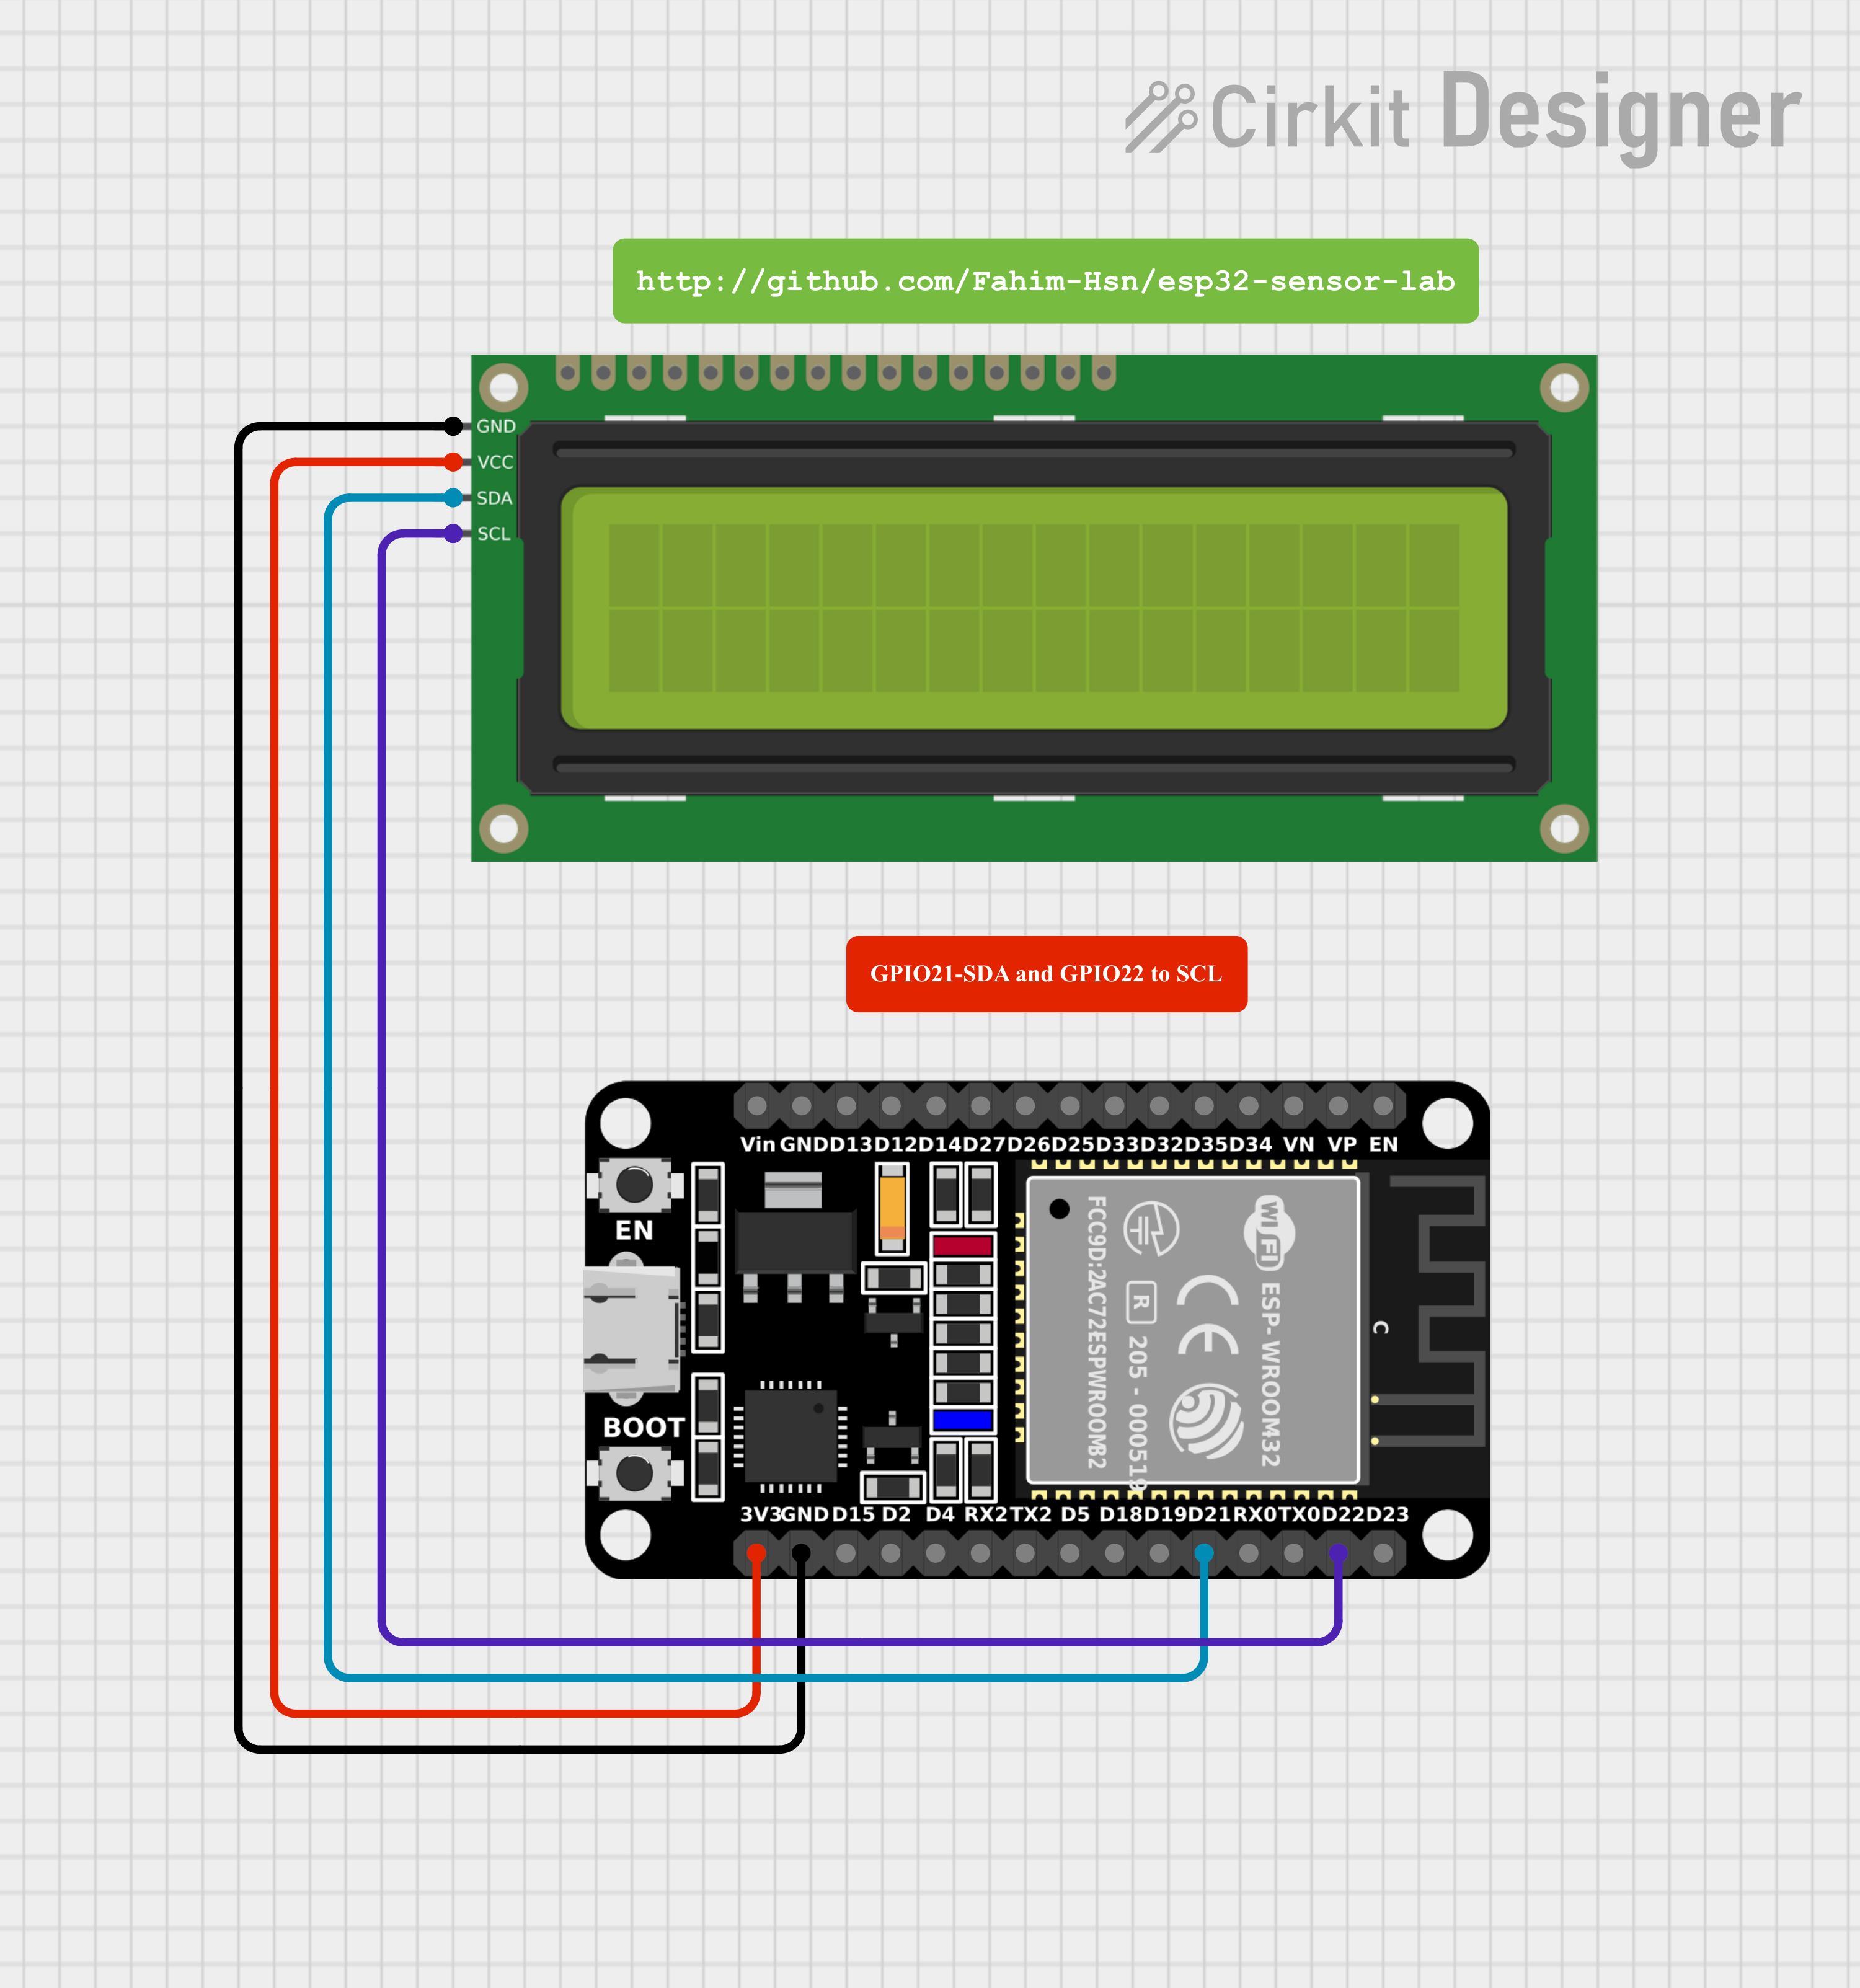 Cirkit Designer
http://github.com/Fahim-Hsn/esp32-sensor-lab
GND
VCC
SDA
SCL
GPIO21-SDA and GPIO22 to SCL
Vin GND D13 D12 D14 D27 D26 D25 D33 D32 D35 D34 VN VP EN
EN
BOOT
FCC9D:2AC72ESPWROOMB2
R 205 - 000519
CE
WiFi
ESP-WROOM32
C
3V3 GND D15 D2 D4 RX2 TX2 D5 D18 D19 D21 RX0 TX0 D22 D23